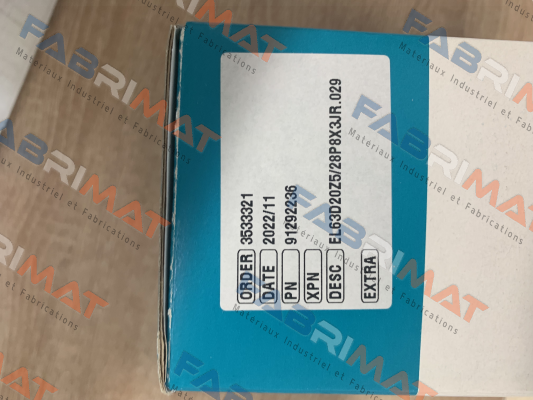 ORDER 3533321
DATE 2022/11
PN 91292236
XPN
DESC EL63D20Z5/28P8X3JR.029
EXTRA
FABRIMAT
Matériaux Industriel et Fabrications